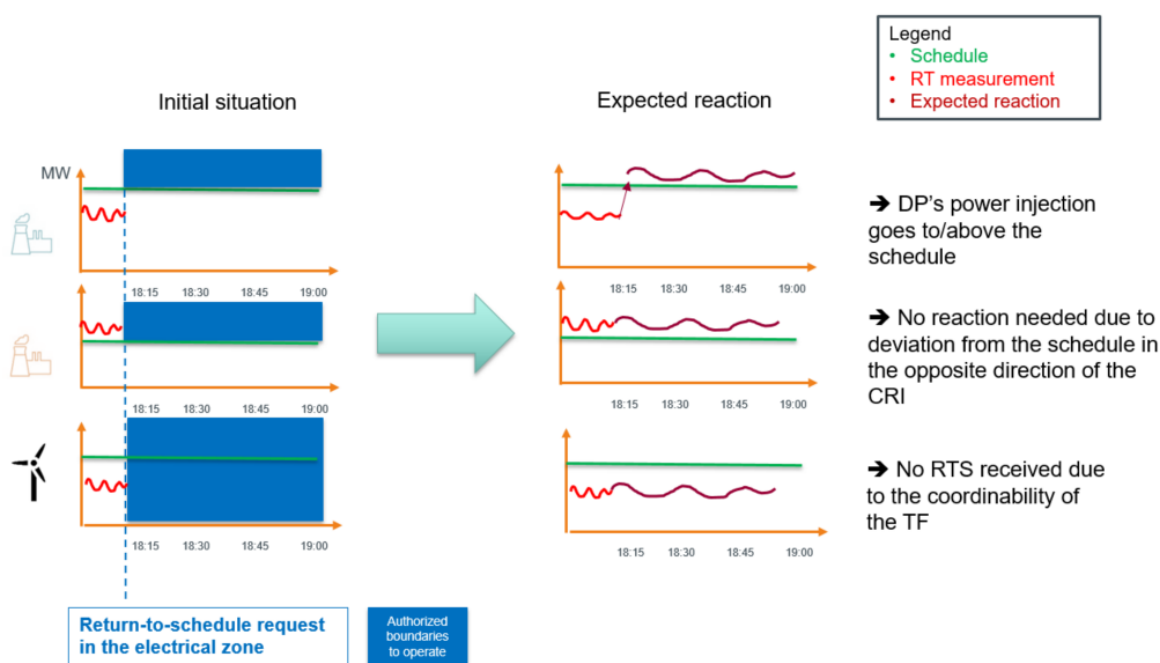 Legend
• Schedule
• RT measurement
• Expected reaction
Initial situation
Expected reaction
MW
18:15 18:30 18:45 19:00
18:15 18:30 18:45 19:00
➔ DP's power injection
goes to/above the
schedule
18:15 18:30 18:45 19:00
18:15 18:30 18:45 19:00
➔ No reaction needed due to
deviation from the schedule in
the opposite direction of the
CRI
18:15 18:30 18:45 19:00
18:15 18:30 18:45 19:00
➔ No RTS received due
to the coordinability of
the TF
Return-to-schedule request
in the electrical zone
Authorized
boundaries
to operate